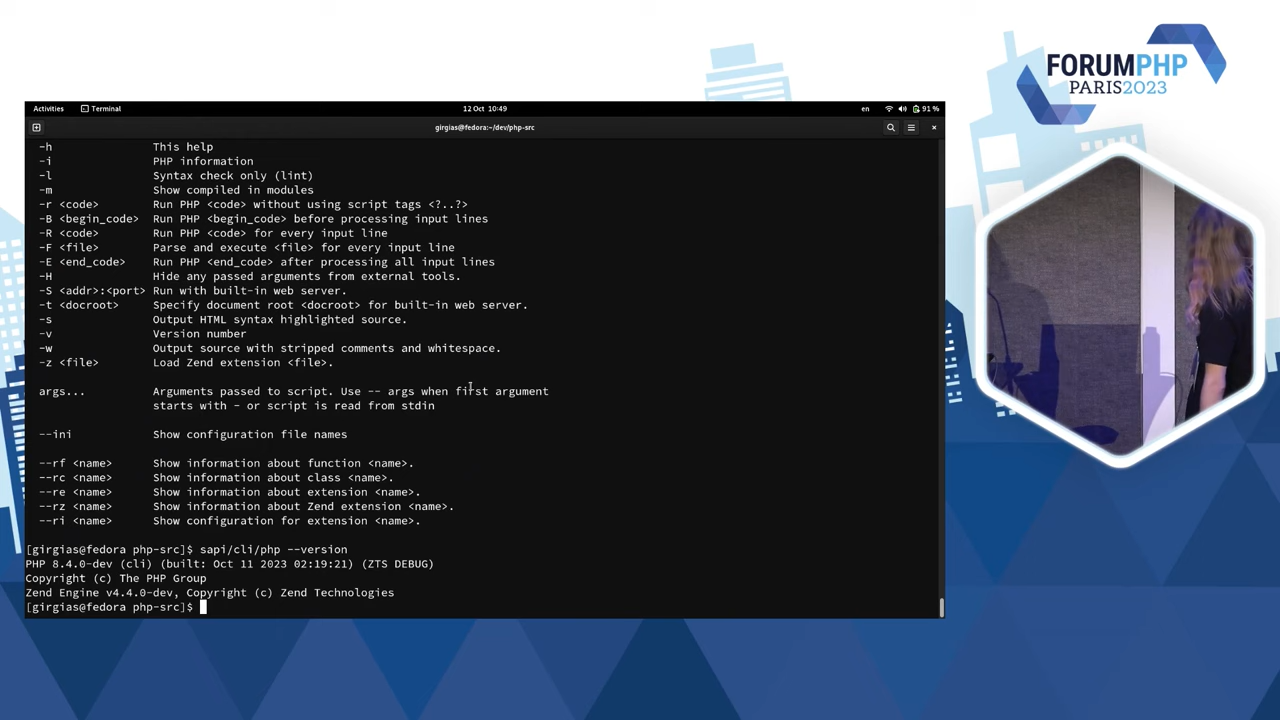 FORUMPHP
PARIS2023
Activities Terminal 12 Oct 10:49 en 91 %
girgias@fedora:~/dev/php-src
-h This help
-i PHP information
-l Syntax check only (lint)
-m Show compiled in modules
-r <code> Run PHP <code> without using script tags <?..?>
-B <begin_code> Run PHP <begin_code> before processing input lines
-R <code> Run PHP <code> for every input line
-F <file> Parse and execute <file> for every input line
-E <end_code> Run PHP <end_code> after processing all input lines
-H Hide any passed arguments from external tools.
-S <addr>:<port> Run with built-in web server.
-t <docroot> Specify document root <docroot> for built-in web server.
-s Output HTML syntax highlighted source.
-v Version number
-w Output source with stripped comments and whitespace.
-z <file> Load Zend extension <file>.
args... Arguments passed to script. Use -- args when first argument
starts with - or script is read from stdin
--ini Show configuration file names
--rf <name> Show information about function <name>.
--rc <name> Show information about class <name>.
--re <name> Show information about extension <name>.
--rz <name> Show information about Zend extension <name>.
--ri <name> Show configuration for extension <name>.
[girgias@fedora php-src]$ sapi/cli/php --version
PHP 8.4.0-dev (cli) (built: Oct 11 2023 02:19:21) (ZTS DEBUG)
Copyright (c) The PHP Group
Zend Engine v4.4.0-dev, Copyright (c) Zend Technologies
[girgias@fedora php-src]$